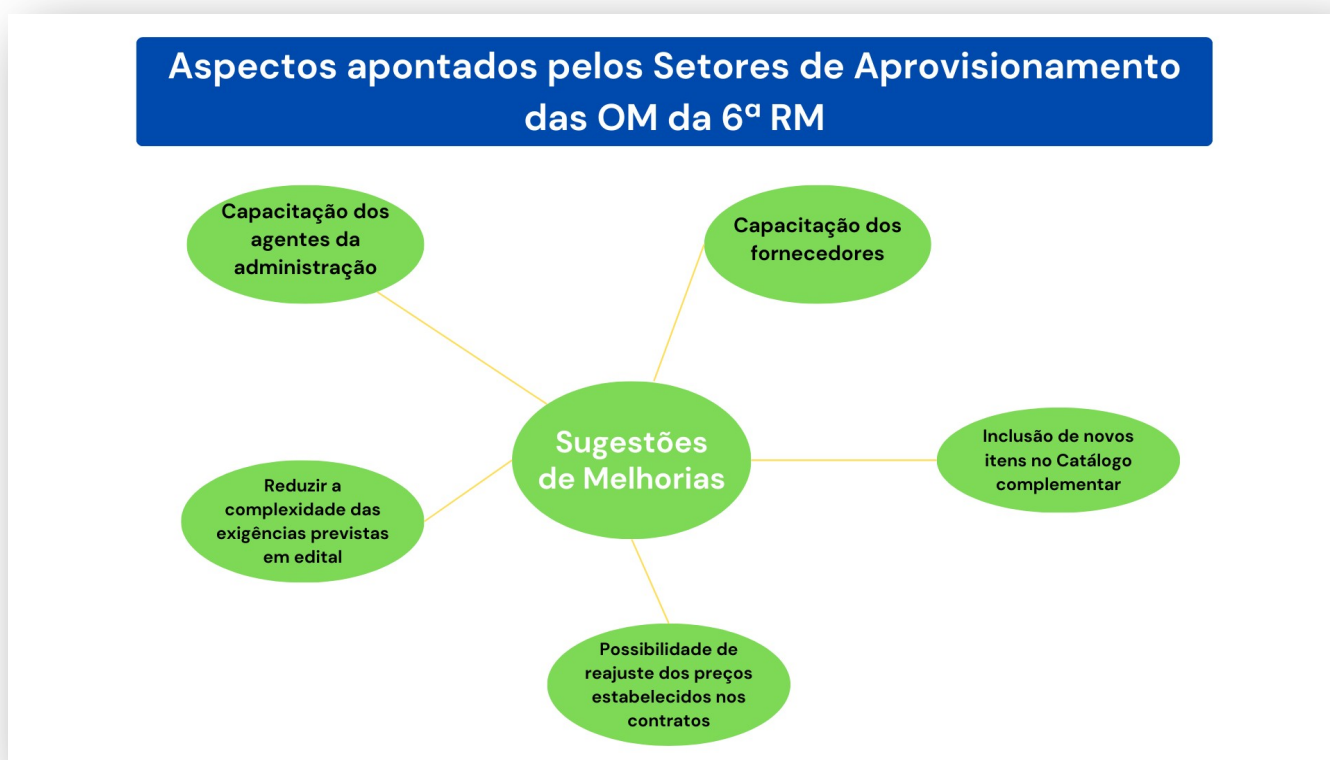 Aspectos apontados pelos Setores de Aprovisionamento
das OM da 6ª RM
Capacitação dos
agentes da
administração
Capacitação dos
fornecedores
Sugestões
de Melhorias
Inclusão de novos
itens no Catálogo
complementar
Reduzir a
complexidade das
exigências previstas
em edital
Possibilidade de
reajuste dos preços
estabelecidos nos
contratos